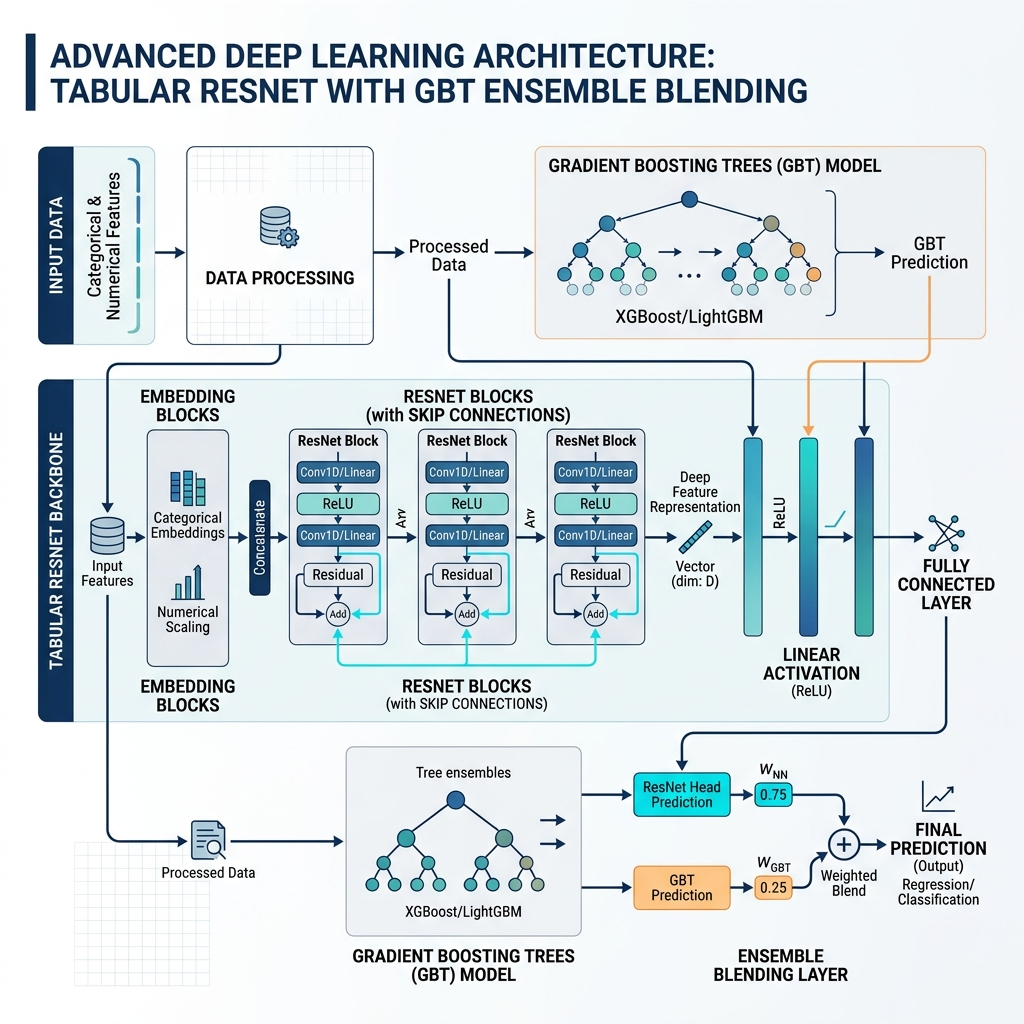 ADVANCED DEEP LEARNING ARCHITECTURE:
TABULAR RESNET WITH GBT ENSEMBLE BLENDING
INPUT DATA
Categorical &
Numerical Features
DATA PROCESSING
Processed
Data
GRADIENT BOOSTING TREES (GBT) MODEL
...
XGBoost/LightGBM
GBT
Prediction
TABULAR RESNET BACKBONE
Input
Features
EMBEDDING
BLOCKS
Categorical
Embeddings
Numerical
Scaling
EMBEDDING
BLOCKS
Concatenate
RESNET BLOCKS
(with SKIP CONNECTIONS)
ResNet Block
Conv1D/Linear
ReLU
Conv1D/Linear
Residual
Add
ResNet Block
Conv1D/Linear
ReLU
Conv1D/Linear
Residual
Add
ResNet Block
Conv1D/Linear
ReLU
Conv1D/Linear
Residual
Add
RESNET BLOCKS
(with SKIP CONNECTIONS)
Deep
Feature
Representation
Vector
(dim: D)
ReLU
LINEAR
ACTIVATION
(ReLU)
FULLY
CONNECTED
LAYER
Processed Data
Tree ensembles
XGBoost/LightGBM
GRADIENT BOOSTING TREES
(GBT) MODEL
ResNet Head
Prediction
WNN
0.75
GBT
Prediction
WGBT
0.25
Weighted
Blend
FINAL
PREDICTION
(Output)
Regression/
Classification
ENSEMBLE
BLENDING LAYER